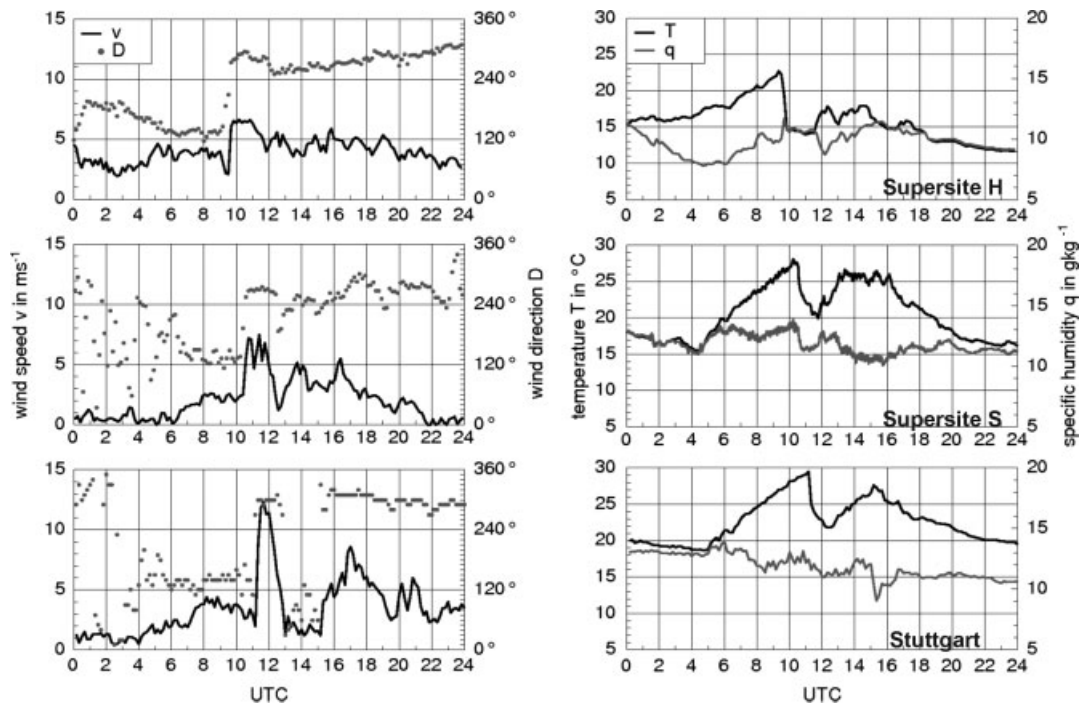 15 360°
v
D
10 240°
5 120°
0 0°
0 2 4 6 8 10 12 14 16 18 20 22 24
30 20
T
q
25
20 15
15
10
10 Supersite H
5 5
0 2 4 6 8 10 12 14 16 18 20 22 24
wind speed v in ms⁻¹
15 360°
10 240°
5 120°
0 0°
0 2 4 6 8 10 12 14 16 18 20 22 24
wind direction D
temperature T in °C
30 20
25
20 15
15
10
10 Supersite S
5 5
0 2 4 6 8 10 12 14 16 18 20 22 24
specific humidity q in gkg⁻¹
15 360°
10 240°
5 120°
0 0°
0 2 4 6 8 10 12 14 16 18 20 22 24
UTC
30 20
25
20 15
15
10
10
Stuttgart
5 5
0 2 4 6 8 10 12 14 16 18 20 22 24
UTC